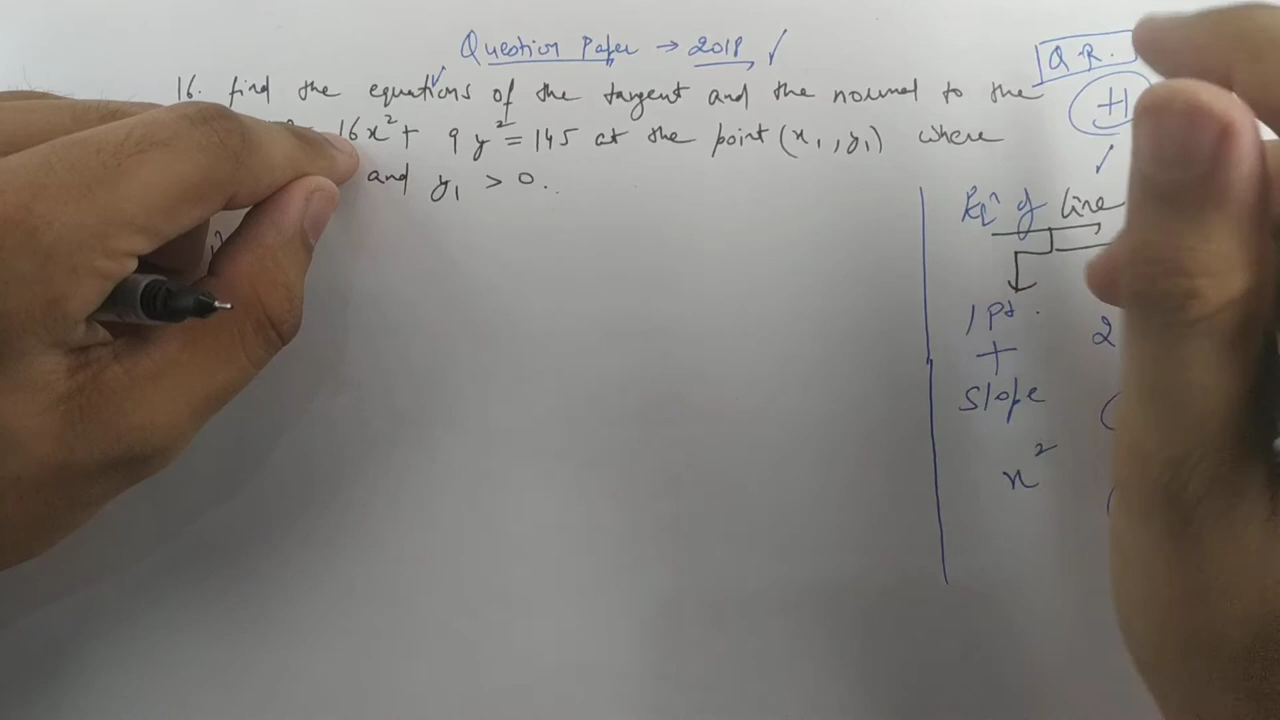 Question Paper → 2018 ✓
Q.R.
16. find the equations of the tangent and the normal to the
16x² + 9y² = 145 at the point (x₁, y₁) where
and y₁ > 0.
H
Eqⁿ of line
1 Pt.
+
Slope
2
x²